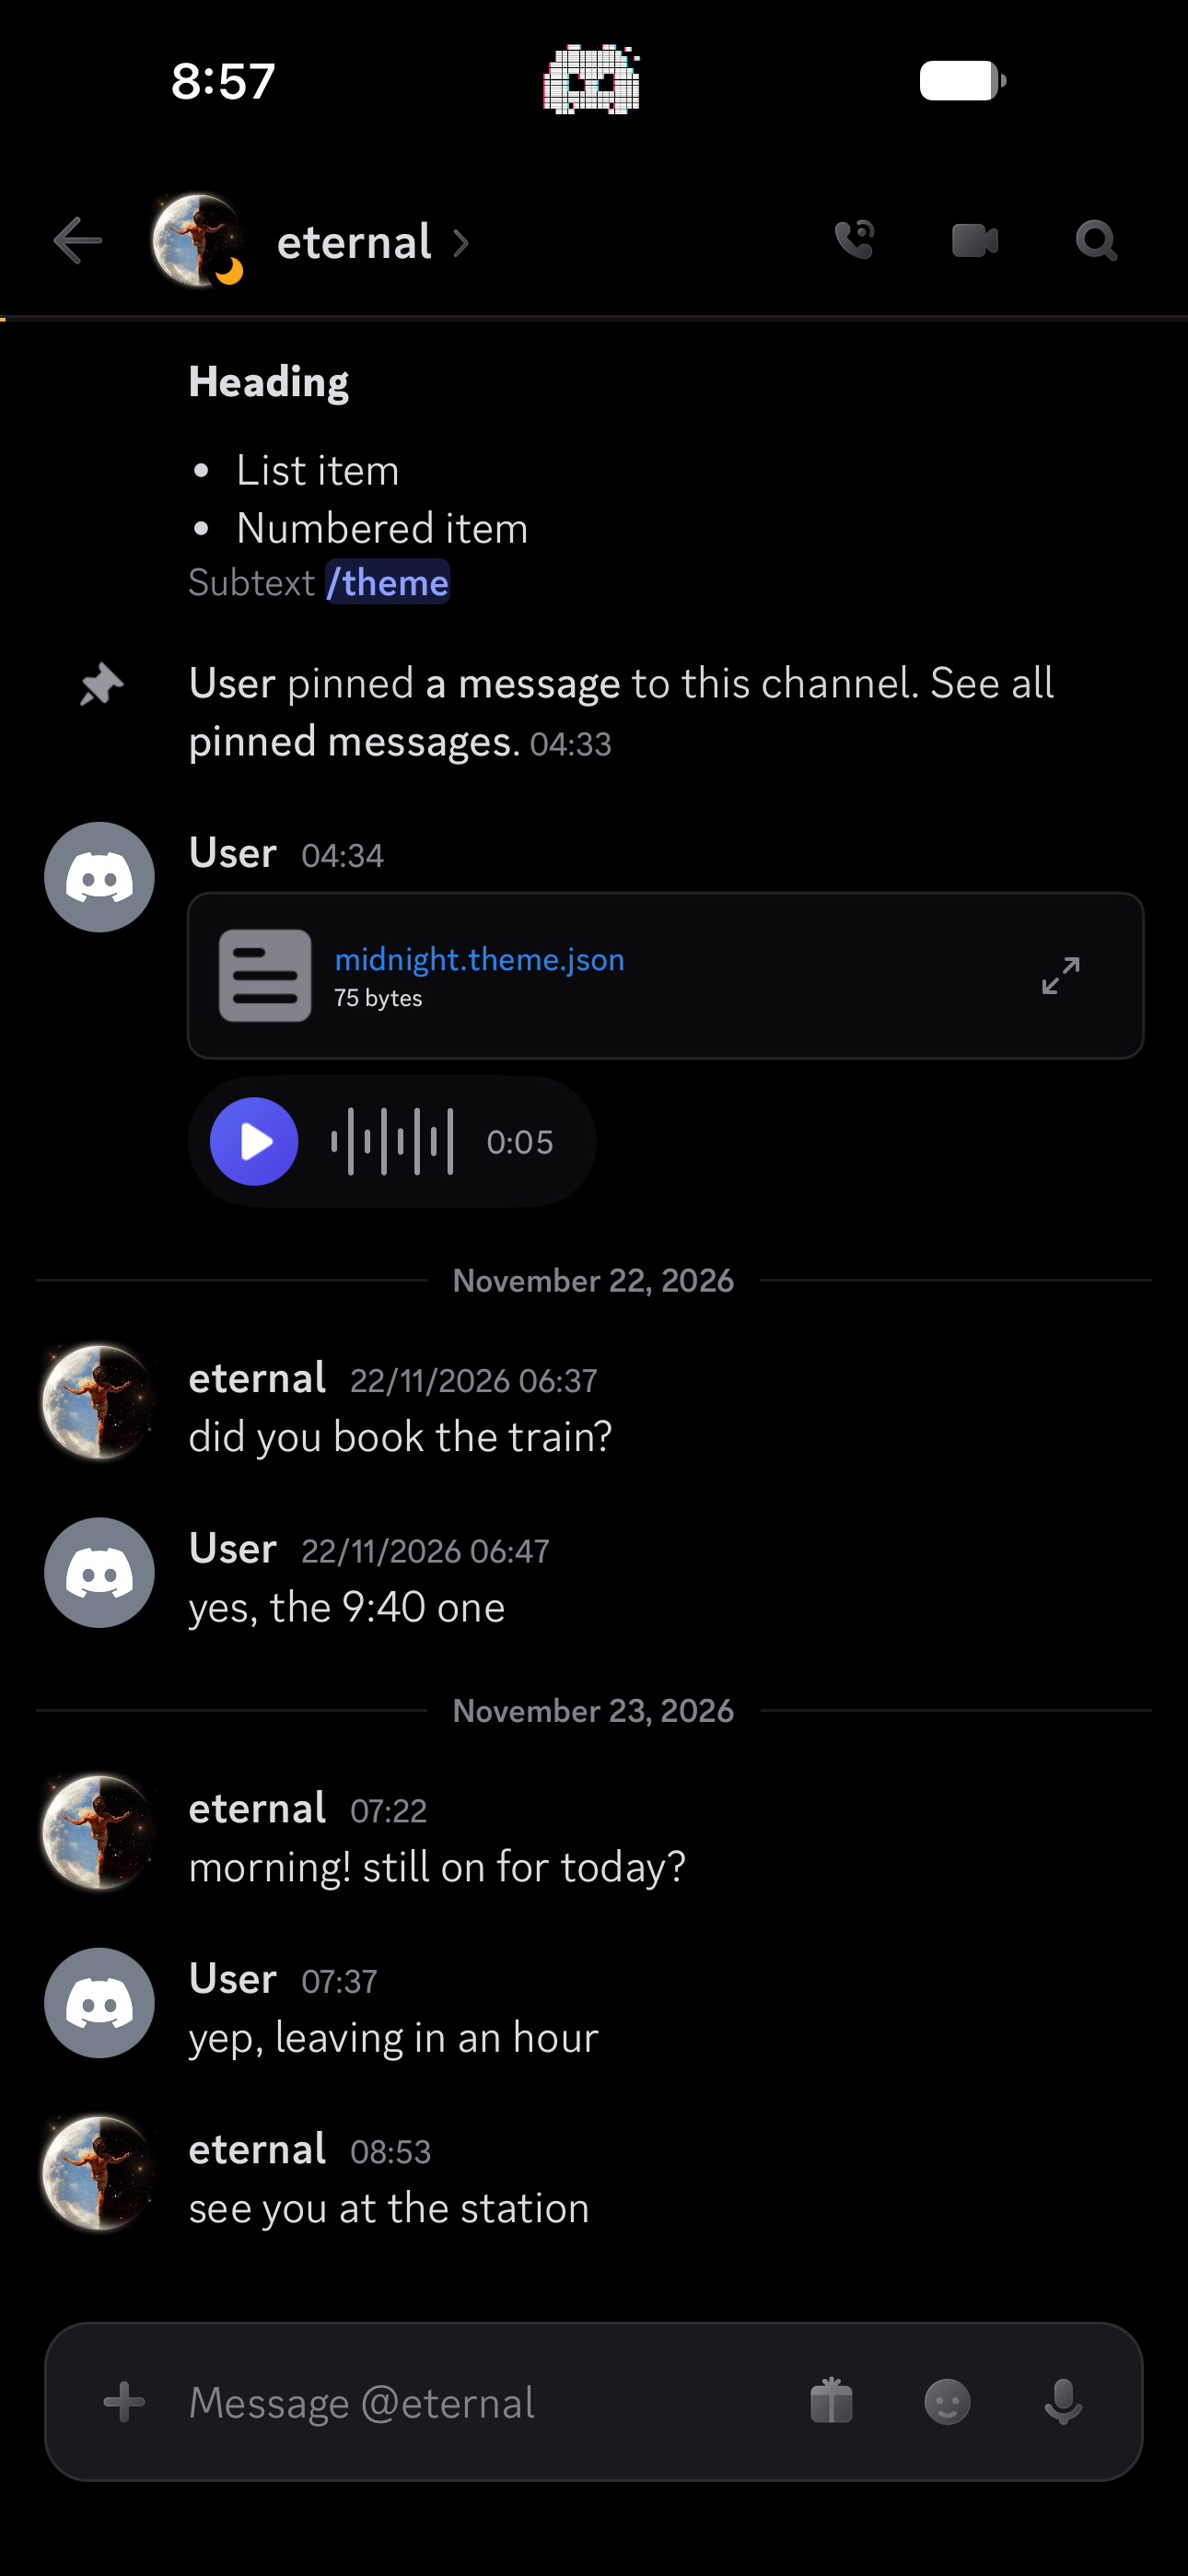 8:57
eternal
Heading
• List item
• Numbered item
Subtext /theme
User pinned a message to this channel. See all
pinned messages. 04:33
User 04:34
midnight.theme.json
75 bytes
0:05
November 22, 2026
eternal 22/11/2026 06:37
did you book the train?
User 22/11/2026 06:47
yes, the 9:40 one
November 23, 2026
eternal 07:22
morning! still on for today?
User 07:37
yep, leaving in an hour
eternal 08:53
see you at the station
Message @eternal